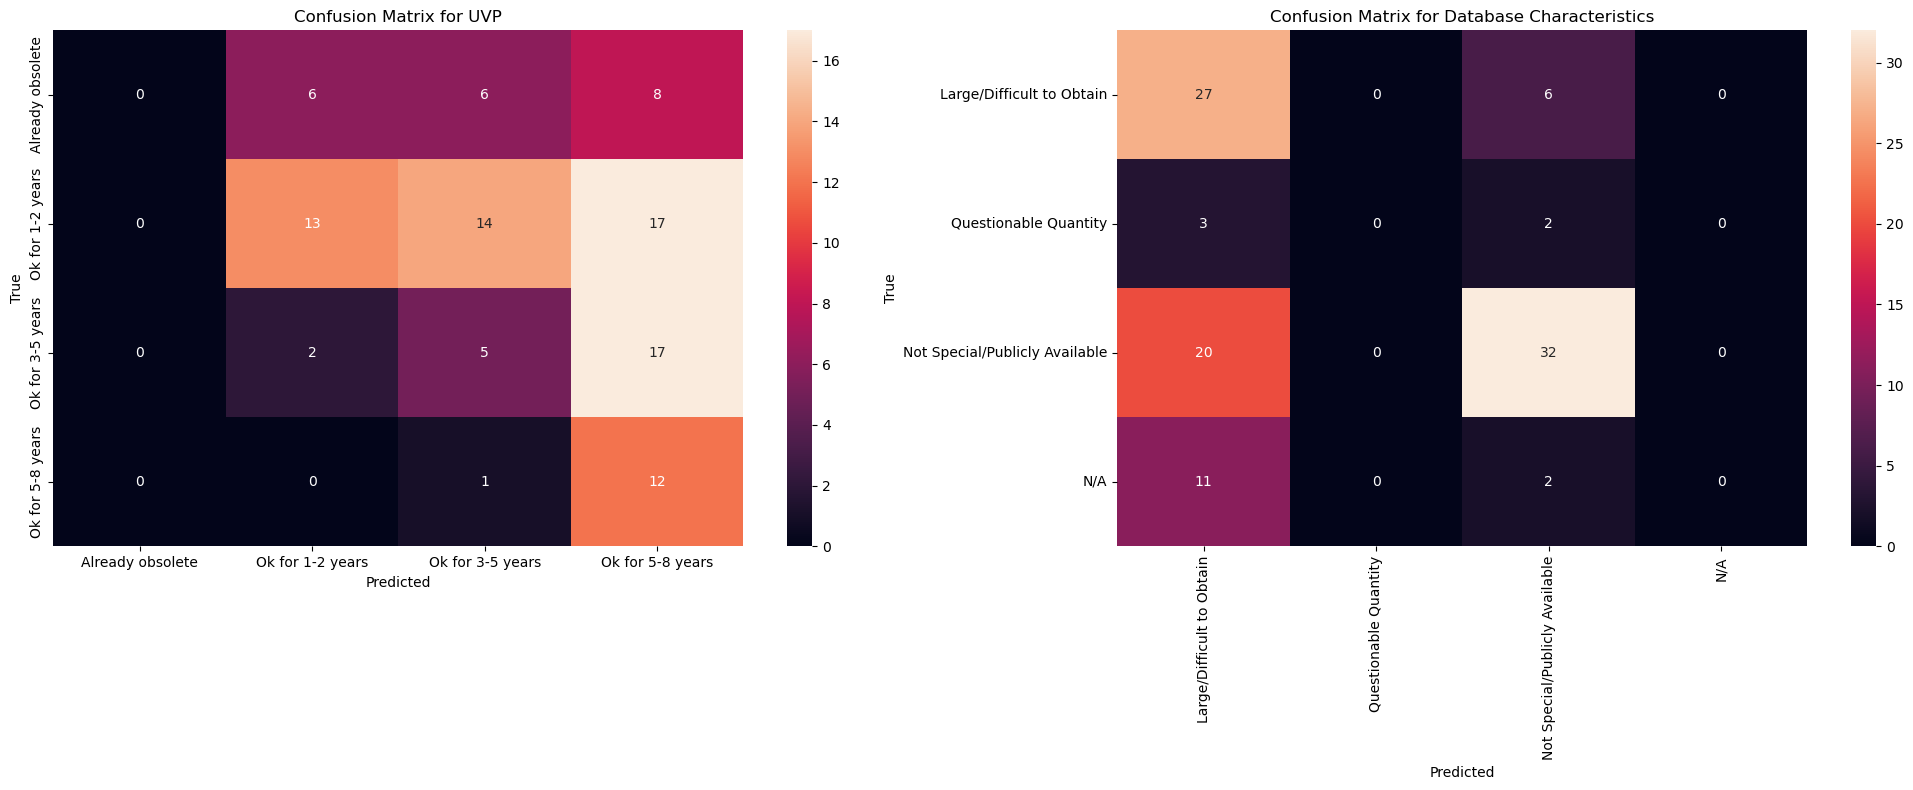 Confusion Matrix for UVP
Already obsolete
Ok for 1-2 years
Ok for 3-5 years
Ok for 5-8 years
True
0 6 6 8
0 13 14 17
0 2 5 17
0 0 1 12
Already obsolete Ok for 1-2 years Ok for 3-5 years Ok for 5-8 years
Predicted
16
14
12
10
8
6
4
2
0
Confusion Matrix for Database Characteristics
True
Large/Difficult to Obtain 27 0 6 0
Questionable Quantity 3 0 2 0
Not Special/Publicly Available 20 0 32 0
N/A 11 0 2 0
Large/Difficult to Obtain
Questionable Quantity
Not Special/Publicly Available
N/A
Predicted
30
25
20
15
10
5
0